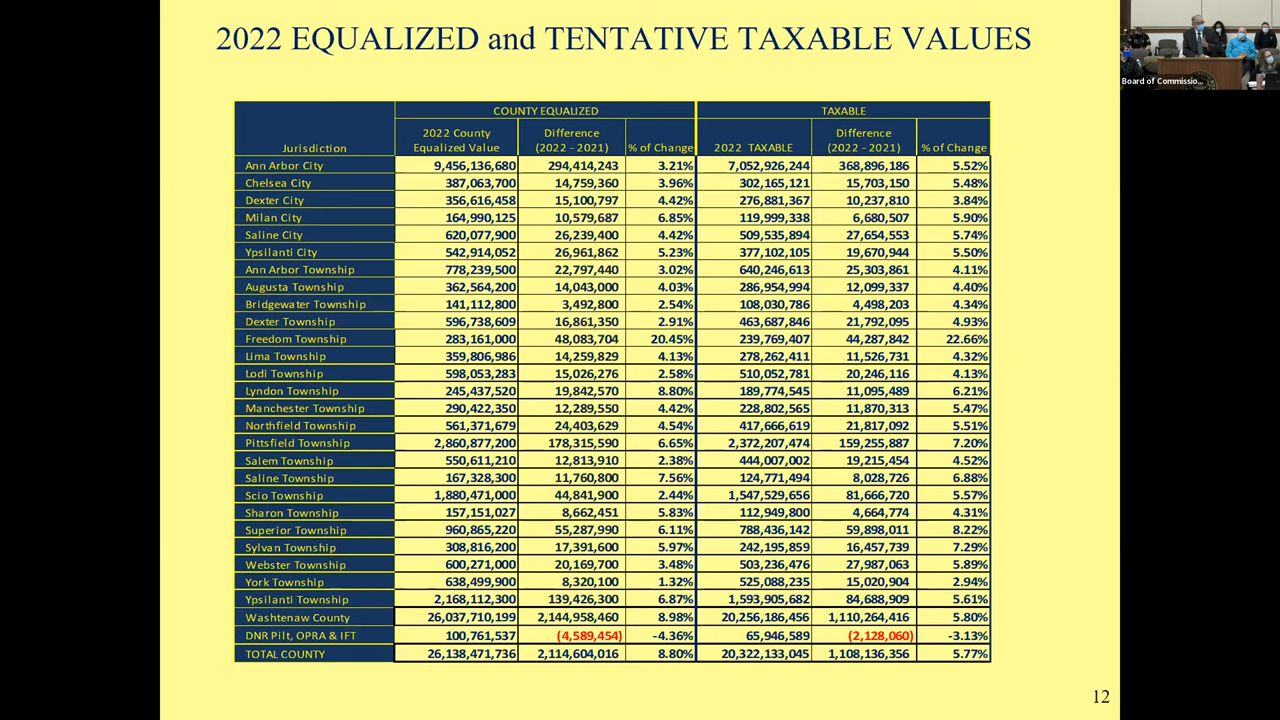 2022 EQUALIZED and TENTATIVE TAXABLE VALUES
Board of Commissio...
COUNTY EQUALIZED TAXABLE
Jurisdiction 2022 County Equalized Value Difference (2022 - 2021) % of Change 2022 TAXABLE Difference (2022 - 2021) % of Change
Ann Arbor City 9,456,136,680 294,414,243 3.21% 7,052,926,244 368,896,186 5.52%
Chelsea City 387,063,700 14,759,360 3.96% 302,165,121 15,703,150 5.48%
Dexter City 356,616,458 15,100,797 4.42% 276,881,367 10,237,810 3.84%
Milan City 164,990,125 10,579,687 6.85% 119,999,338 6,680,507 5.90%
Saline City 620,077,900 26,239,400 4.42% 509,535,894 27,654,553 5.74%
Ypsilanti City 542,914,052 26,961,862 5.23% 377,102,105 19,670,944 5.50%
Ann Arbor Township 778,239,500 22,797,440 3.02% 640,246,613 25,303,861 4.11%
Augusta Township 362,564,200 14,043,000 4.03% 286,954,994 12,099,337 4.40%
Bridgewater Township 141,112,800 3,492,800 2.54% 108,030,786 4,498,203 4.34%
Dexter Township 596,738,609 16,861,350 2.91% 463,687,846 21,792,095 4.93%
Freedom Township 283,161,000 48,083,704 20.45% 239,769,407 44,287,842 22.66%
Lima Township 359,806,986 14,259,829 4.13% 278,262,411 11,526,731 4.32%
Lodi Township 598,053,283 15,026,276 2.58% 510,052,781 20,246,116 4.13%
Lyndon Township 245,437,520 19,842,570 8.80% 189,774,545 11,095,489 6.21%
Manchester Township 290,422,350 12,289,550 4.42% 228,802,565 11,870,313 5.47%
Northfield Township 561,371,679 24,403,629 4.54% 417,666,619 21,817,092 5.51%
Pittsfield Township 2,860,877,200 178,315,590 6.65% 2,372,207,474 159,255,887 7.20%
Salem Township 550,611,210 12,813,910 2.38% 444,007,002 19,215,454 4.52%
Saline Township 167,328,300 11,760,800 7.56% 124,771,494 8,028,726 6.88%
Scio Township 1,880,471,000 44,841,900 2.44% 1,547,529,656 81,666,720 5.57%
Sharon Township 157,151,027 8,662,451 5.83% 112,949,800 4,664,774 4.31%
Superior Township 960,865,220 55,287,990 6.11% 788,436,142 59,898,011 8.22%
Sylvan Township 308,816,200 17,391,600 5.97% 242,195,859 16,457,739 7.29%
Webster Township 600,271,000 20,169,700 3.48% 503,236,476 27,987,063 5.89%
York Township 638,499,900 8,320,100 1.32% 525,088,235 15,020,904 2.94%
Ypsilanti Township 2,168,112,300 139,426,300 6.87% 1,593,905,682 84,688,909 5.61%
Washtenaw County 26,037,710,199 2,144,958,460 8.98% 20,256,186,456 1,110,264,416 5.80%
DNR Pilt, OPRA & IFT 100,761,537 (4,589,454) -4.36% 65,946,589 (2,128,060) -3.13%
TOTAL COUNTY 26,138,471,736 2,114,604,016 8.80% 20,322,133,045 1,108,136,356 5.77%
12